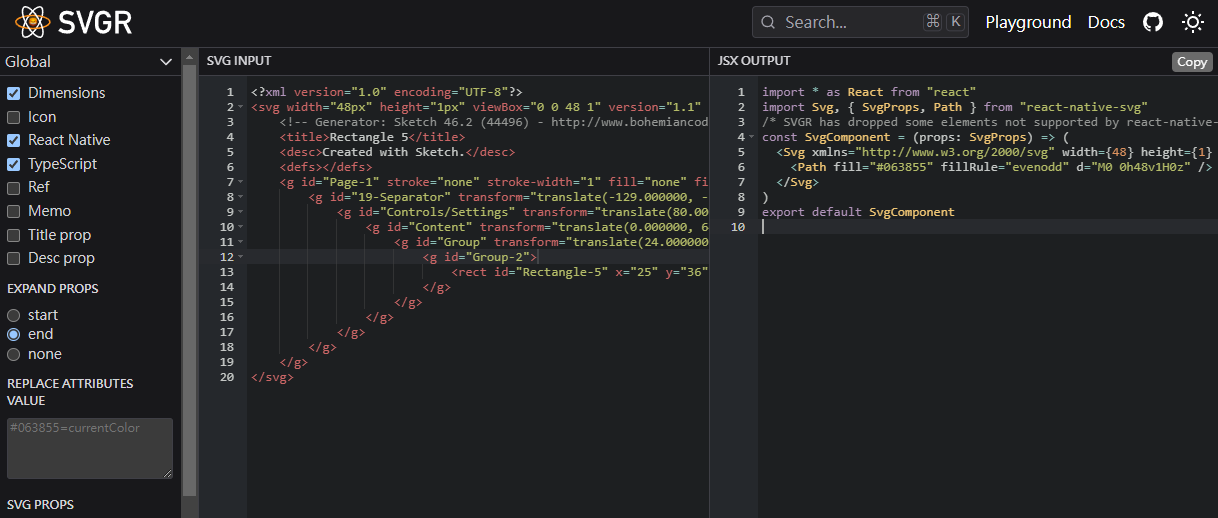 SVGR
Search...
⌘ K
Playground
Docs
Global
Dimensions
Icon
React Native
TypeScript
Ref
Memo
Title prop
Desc prop
EXPAND PROPS
start
end
none
REPLACE ATTRIBUTES
VALUE
#063855=currentColor
SVG PROPS
SVG INPUT
1 <?xml version="1.0" encoding="UTF-8"?>
2 <svg width="48px" height="1px" viewBox="0 0 48 1" version="1.1"
3 <!-- Generator: Sketch 46.2 (44496) - http://www.bohemiancod
4 <title>Rectangle 5</title>
5 <desc>Created with Sketch.</desc>
6 <defs></defs>
7 <g id="Page-1" stroke="none" stroke-width="1" fill="none" fi
8 <g id="19-Separator" transform="translate(-129.000000, -
9 <g id="Controls/Settings" transform="translate(80.00
10 <g id="Content" transform="translate(0.000000, 6
11 <g id="Group" transform="translate(24.000000
12 <g id="Group-2">
13 <rect id="Rectangle-5" x="25" y="36"
14 </g>
15 </g>
16 </g>
17 </g>
18 </g>
19 </g>
20 </svg>
JSX OUTPUT
Copy
1 import * as React from "react"
2 import Svg, { SvgProps, Path } from "react-native-svg"
3 /* SVGR has dropped some elements not supported by react-native-
4 const SvgComponent = (props: SvgProps) => (
5 <Svg xmlns="http://www.w3.org/2000/svg" width={48} height={1}
6 <Path fill="#063855" fillRule="evenodd" d="M0 0h48v1H0z" />
7 </Svg>
8 )
9 export default SvgComponent
10